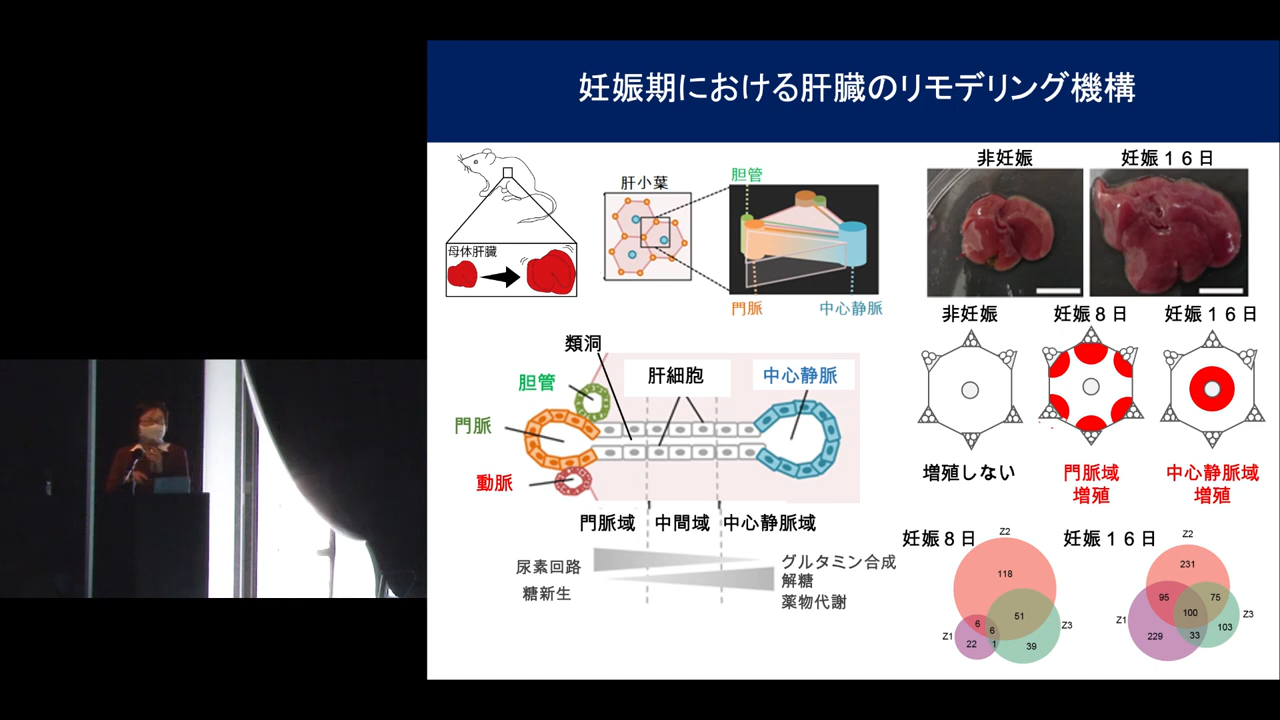 妊娠期における肝臓のリモデリング機構
母体肝臓
肝小葉
胆管
門脈
中心静脈
非妊娠
妊娠１６日
非妊娠
妊娠８日
妊娠１６日
増殖しない
門脈域
増殖
中心静脈域
増殖
類洞
胆管
肝細胞
中心静脈
門脈
動脈
門脈域
中間域
中心静脈域
尿素回路
糖新生
グルタミン合成
解糖
薬物代謝
妊娠８日
Z2
118
51
6
6
Z1
22
1
39
Z3
妊娠１６日
Z2
231
95
75
100
Z1
229
33
103
Z3